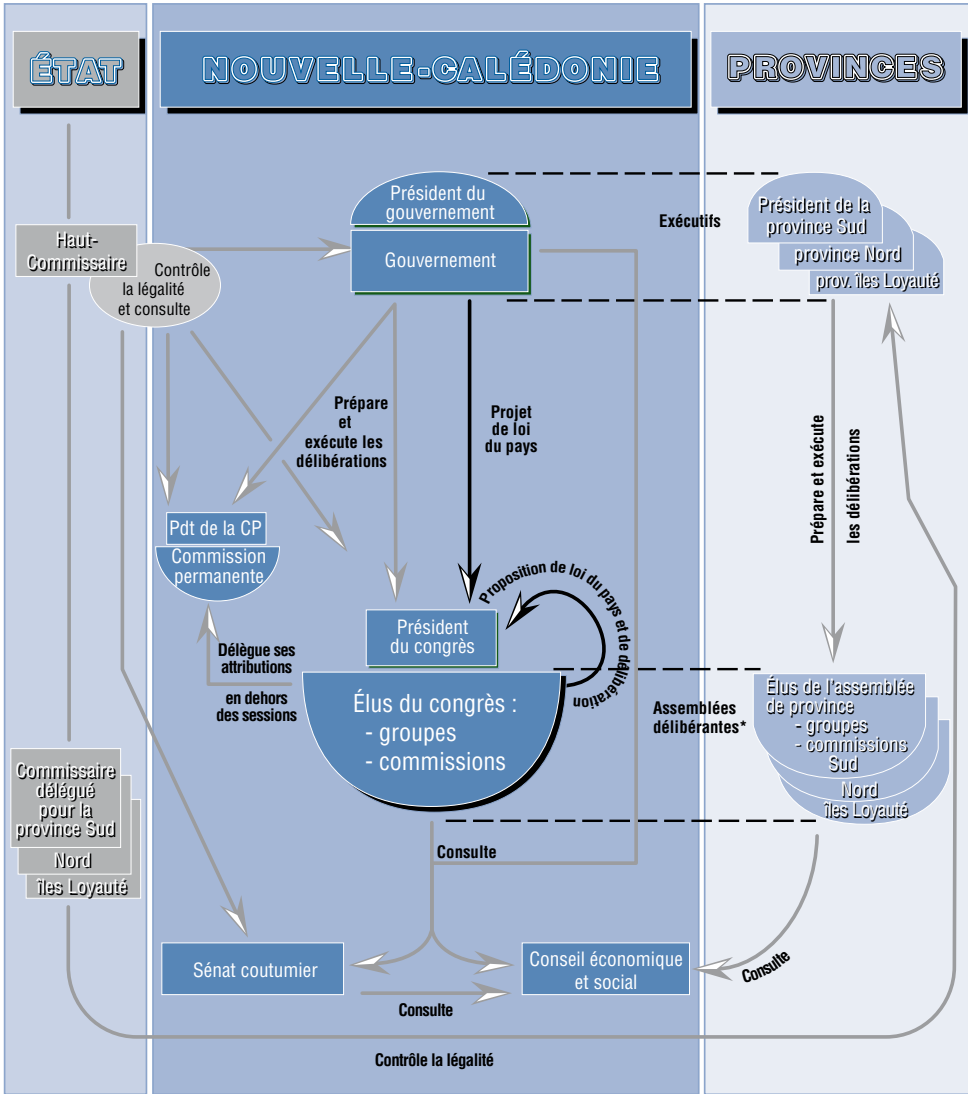 ÉTAT
NOUVELLE-CALÉDONIE
PROVINCES
Haut-
Commissaire
Contrôle
la légalité
et consulte
Président du
gouvernement
Gouvernement
Exécutifs
Président de la
province Sud
province Nord
prov. îles Loyauté
Prépare
et
exécute les
délibérations
Projet
de loi
du pays
Prépare et exécute
les délibérations
Pdt de la CP
Commission
permanente
Délègue ses
attributions
en dehors
des sessions
Président
du congrès
Proposition de loi du pays et de délibération
Élus du congrès :
- groupes
- commissions
Assemblées
délibérantes*
Élus de l'assemblée
de province
- groupes
- commissions
Sud
Nord
îles Loyauté
Commissaire
délégué
pour la
province Sud
Nord
îles Loyauté
Consulte
Sénat coutumier
Consulte
Conseil économique
et social
Consulte
Contrôle la légalité